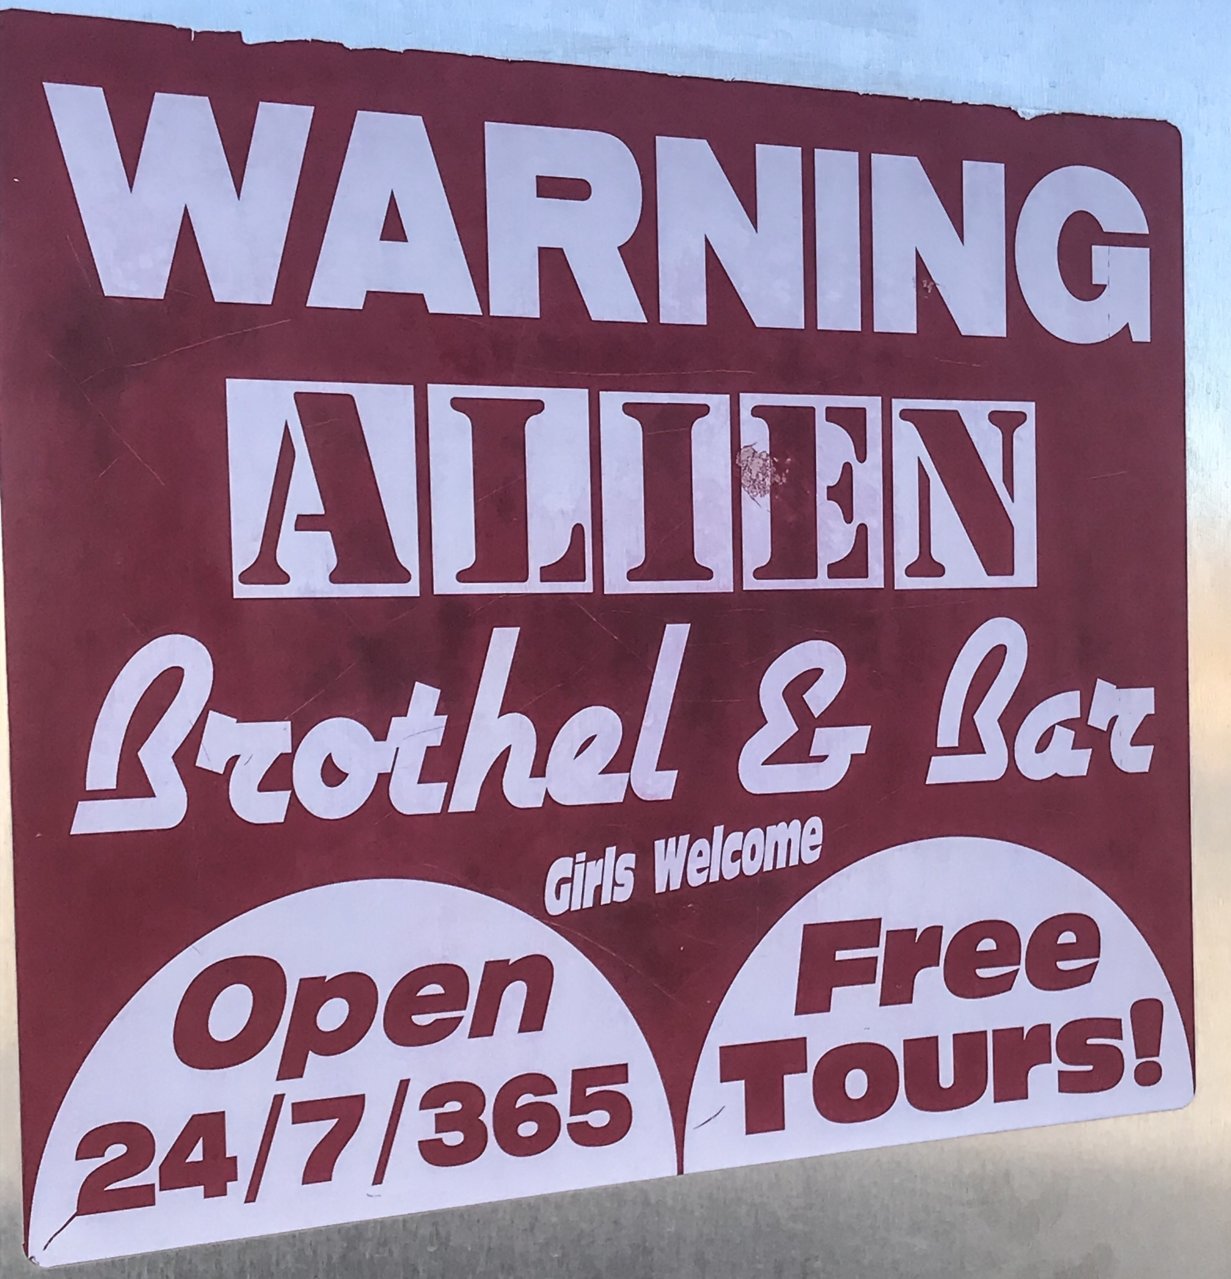 WARNING
ALIEN
Brothel & Bar
Girls Welcome
Open
24/7/365
Free
Tours!